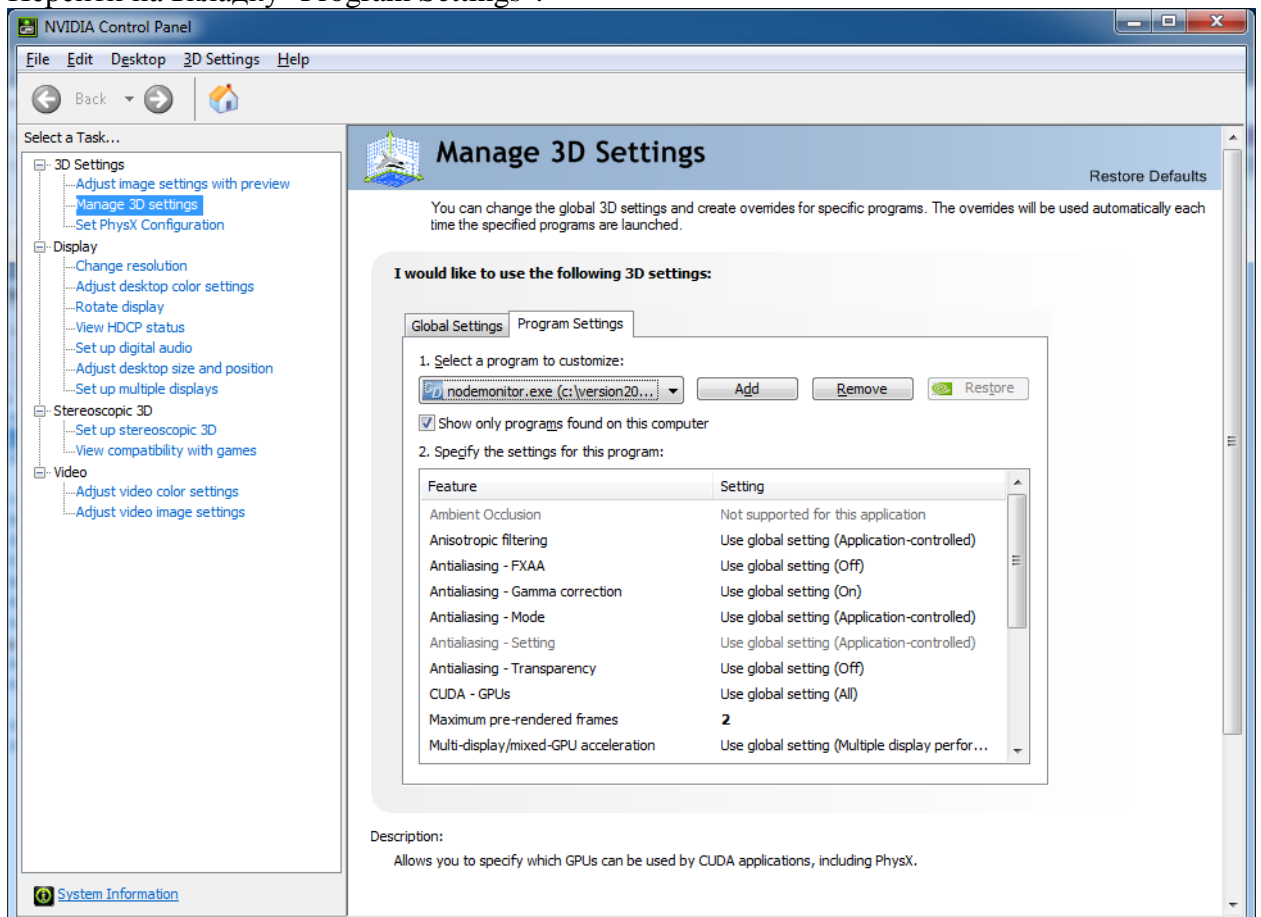 Перейти на вкладку "Program Settings".
NVIDIA Control Panel
File Edit Desktop 3D Settings Help
Back
Select a Task...
3D Settings
Adjust image settings with preview
Manage 3D settings
Set PhysX Configuration
Display
Change resolution
Adjust desktop color settings
Rotate display
View HDCP status
Set up digital audio
Adjust desktop size and position
Set up multiple displays
Stereoscopic 3D
Set up stereoscopic 3D
View compatibility with games
Video
Adjust video color settings
Adjust video image settings
System Information
Manage 3D Settings
Restore Defaults
You can change the global 3D settings and create overrides for specific programs. The overrides will be used automatically each
time the specified programs are launched.
I would like to use the following 3D settings:
Global Settings Program Settings
1. Select a program to customize:
nodemonitor.exe (c:\version20... Add Remove Restore
Show only programs found on this computer
2. Specify the settings for this program:
Feature Setting
Ambient Occlusion Not supported for this application
Anisotropic filtering Use global setting (Application-controlled)
Antialiasing - FXAA Use global setting (Off)
Antialiasing - Gamma correction Use global setting (On)
Antialiasing - Mode Use global setting (Application-controlled)
Antialiasing - Setting Use global setting (Application-controlled)
Antialiasing - Transparency Use global setting (Off)
CUDA - GPUs Use global setting (All)
Maximum pre-rendered frames 2
Multi-display/mixed-GPU acceleration Use global setting (Multiple display perfor...
Description:
Allows you to specify which GPUs can be used by CUDA applications, including PhysX.